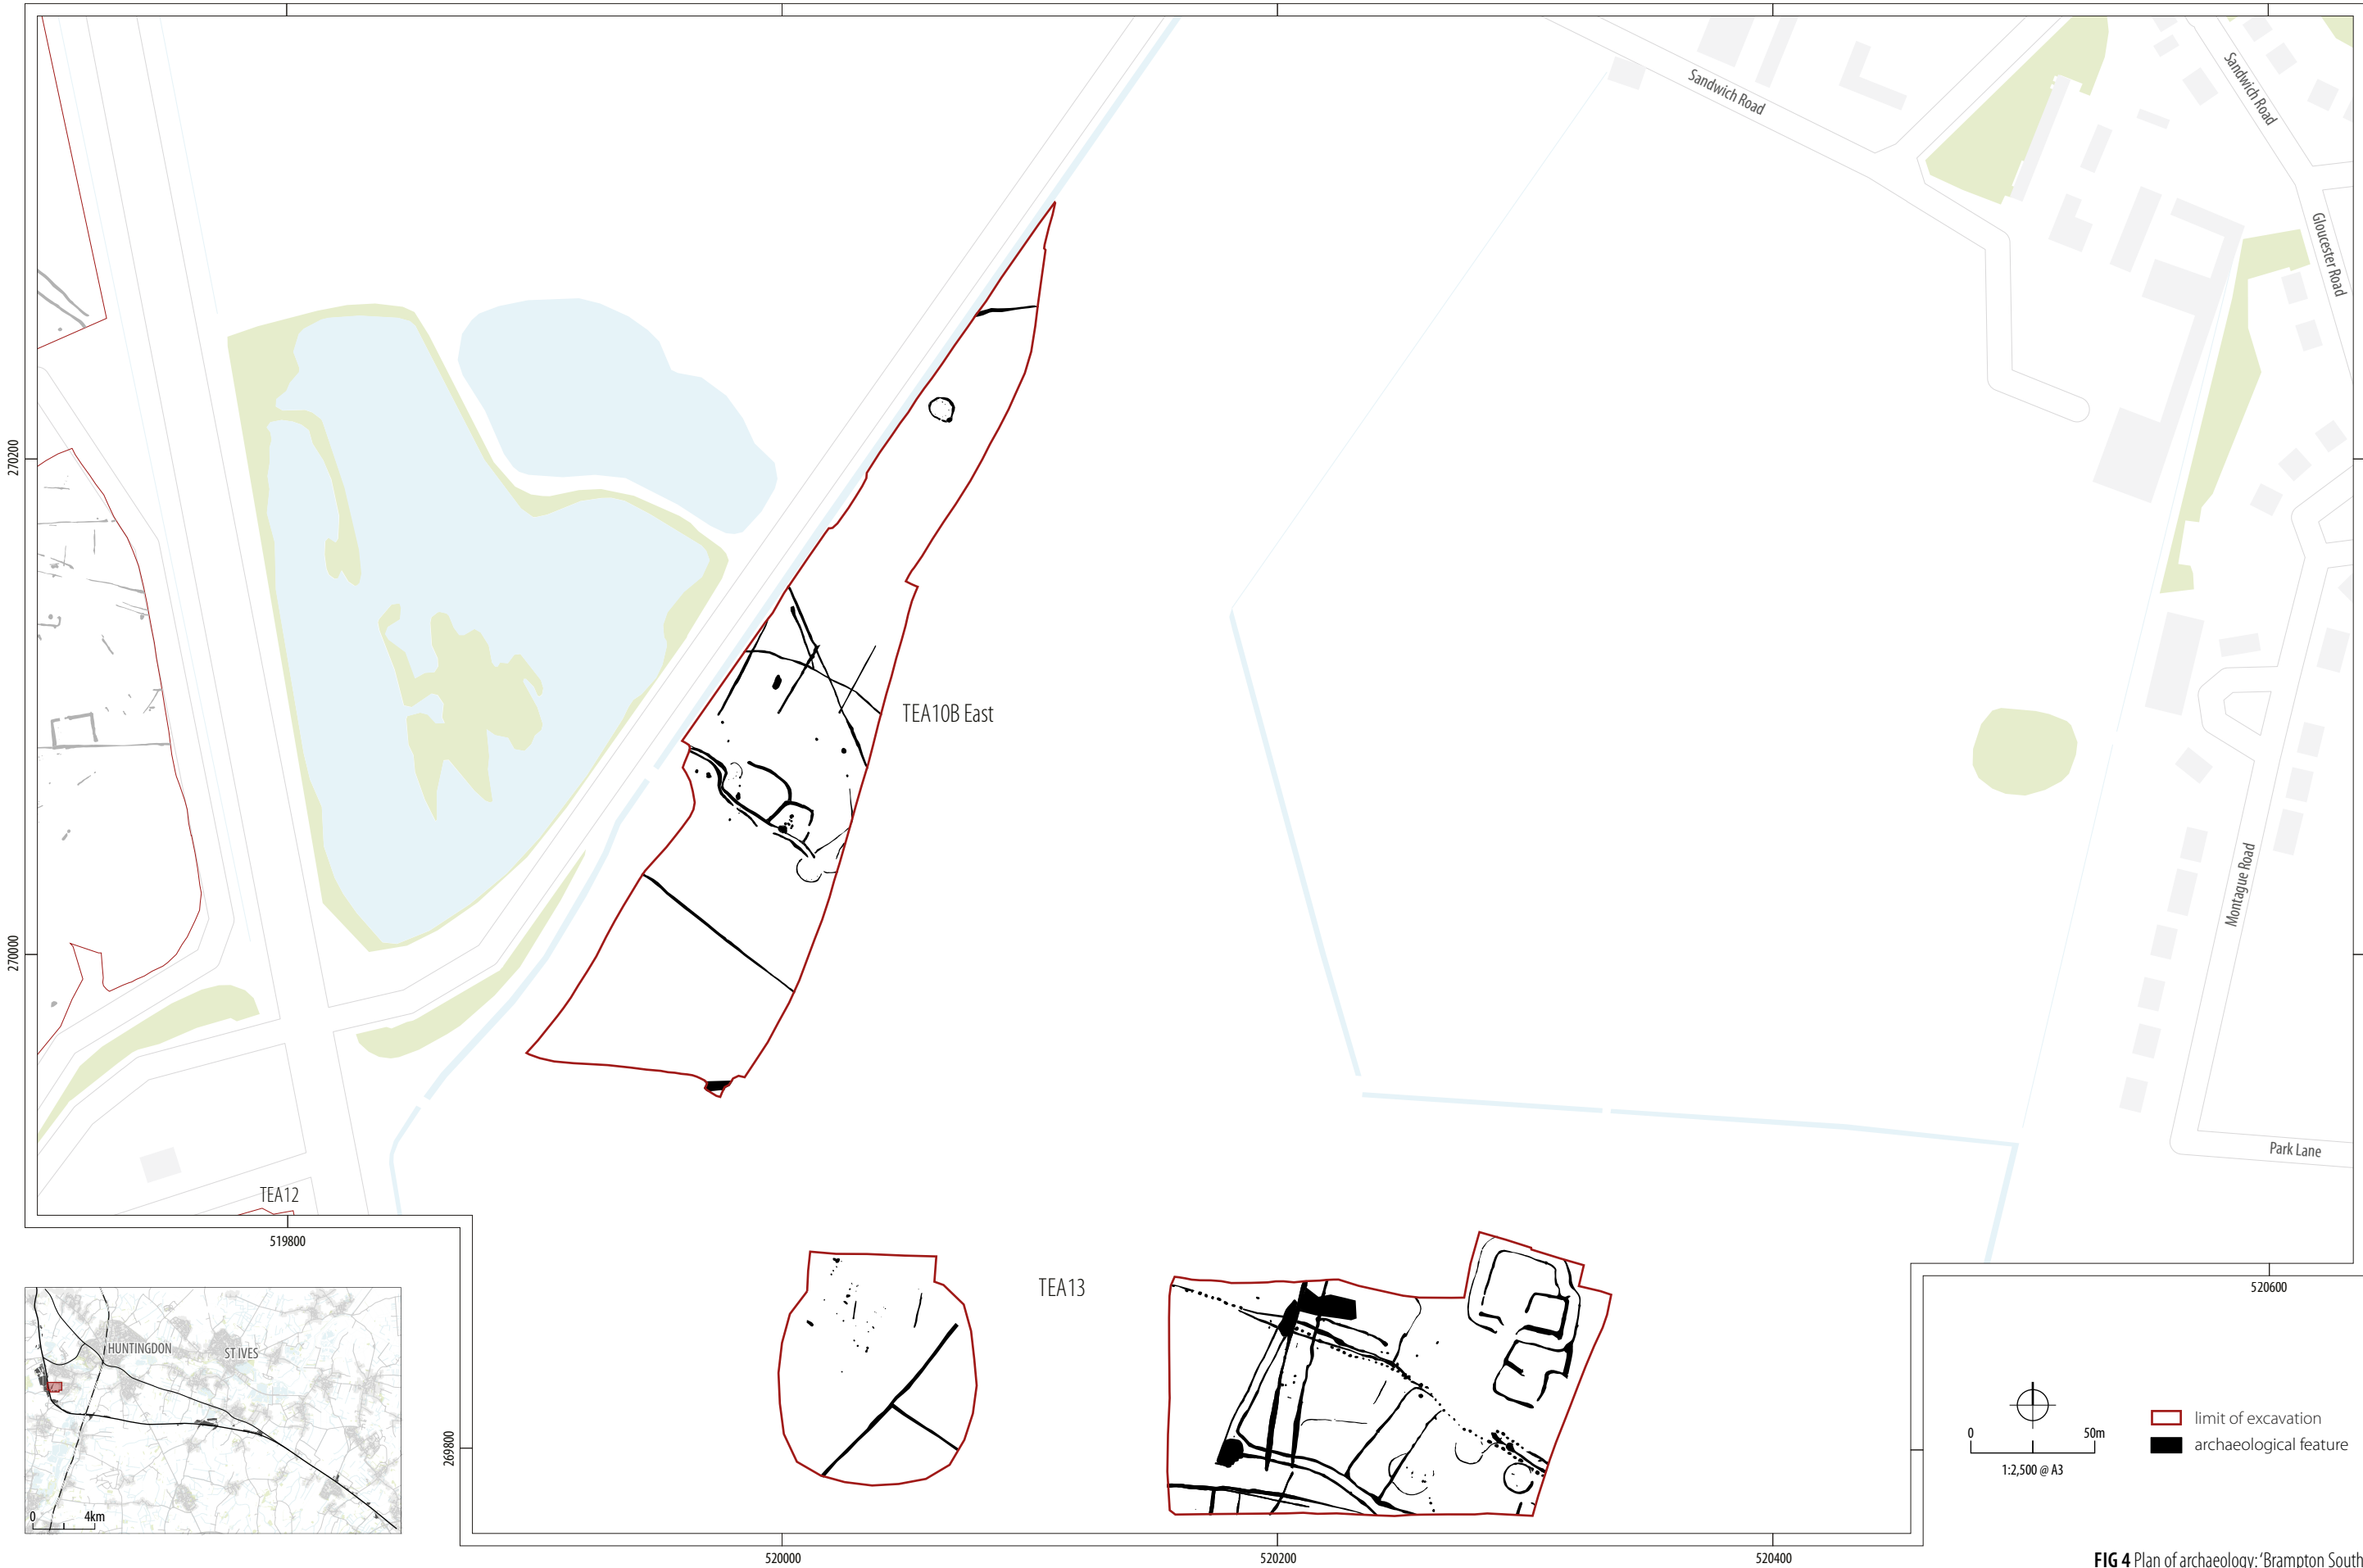 Sandwich Road
Sandwich Road
Gloucester Road
270200
TEA10B East
Montague Road
270000
Park Lane
TEA12
519800
TEA13
520600
HUNTINGDON
ST IVES
269800
0 50m
1:2,500 @ A3
limit of excavation
archaeological feature
0 4km
520000
520200
520400
FIG 4 Plan of archaeology: ‘Brampton South